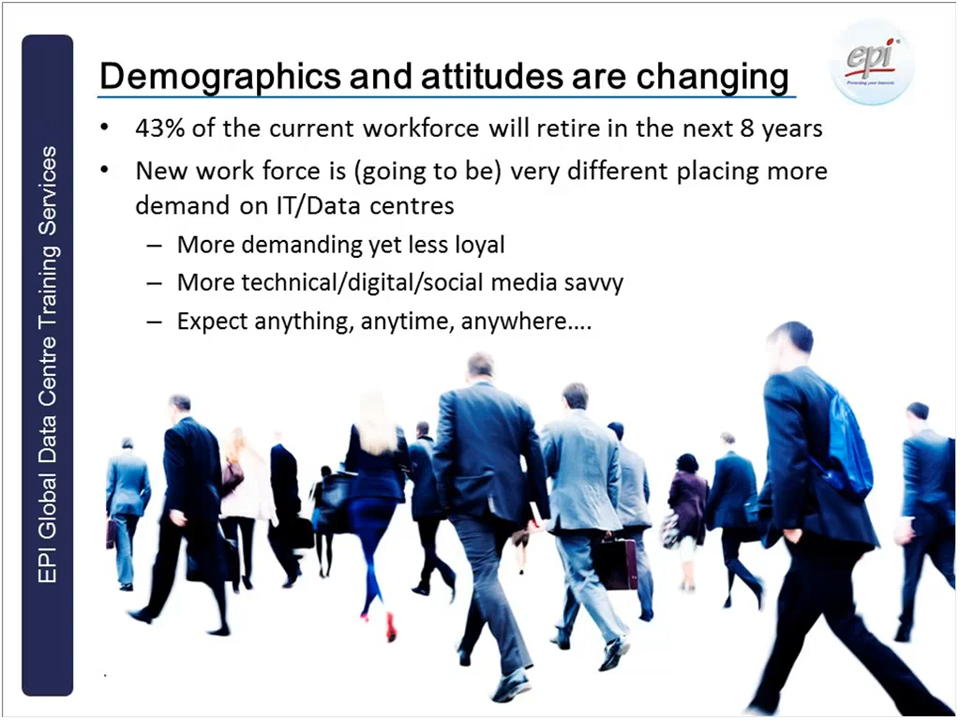 Demographics and attitudes are changing
epi
• 43% of the current workforce will retire in the next 8 years
• New work force is (going to be) very different placing more
demand on IT/Data centres
– More demanding yet less loyal
– More technical/digital/social media savvy
– Expect anything, anytime, anywhere....
EPI Global Data Centre Training Services